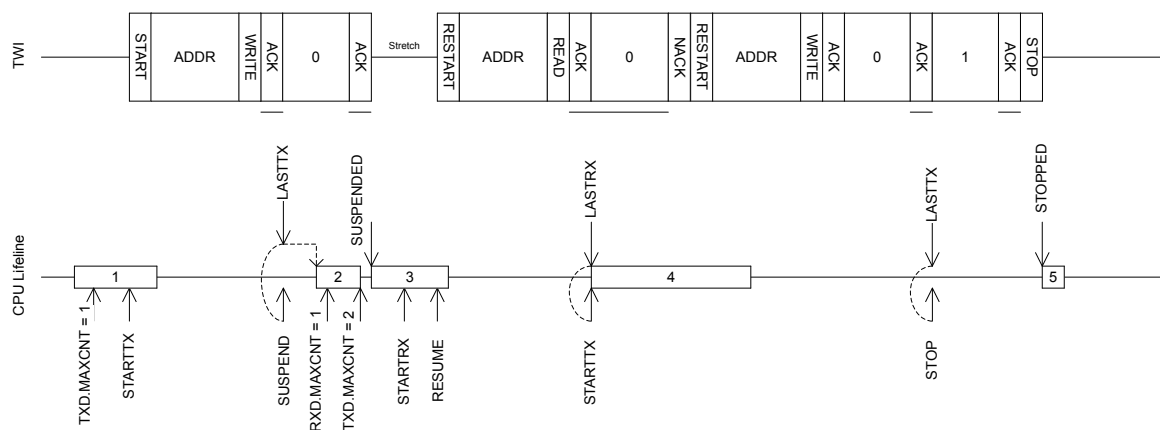 TWI
START
ADDR
WRITE
ACK
0
ACK
Stretch
RESTART
ADDR
READ
ACK
0
NACK
RESTART
ADDR
WRITE
ACK
0
ACK
1
ACK
STOP
CPU Lifeline
LASTTX
SUSPENDED
LASTRX
LASTTX
STOPPED
1
2
3
4
5
TXD.MAXCNT = 1
STARTTX
SUSPEND
RXD.MAXCNT = 1
TXD.MAXCNT = 2
STARTRX
RESUME
STARTTX
STOP